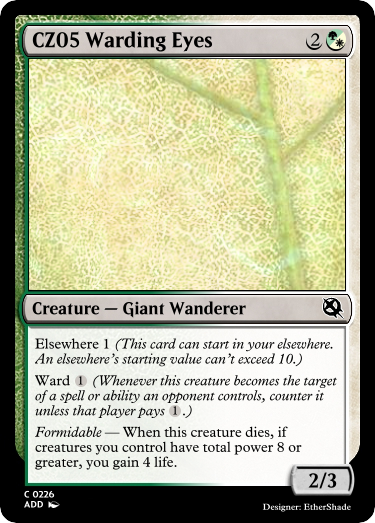 CZ05 Warding Eyes 2
Creature — Giant Wanderer
Elsewhere 1 (This card can start in your elsewhere.
An elsewhere's starting value can't exceed 10.)
Ward 1 (Whenever this creature becomes the target
of a spell or ability an opponent controls, counter it
unless that player pays 1.)
Formidable — When this creature dies, if
creatures you control have total power 8 or
greater, you gain 4 life.
2/3
C 0226
ADD
Designer: EtherShade